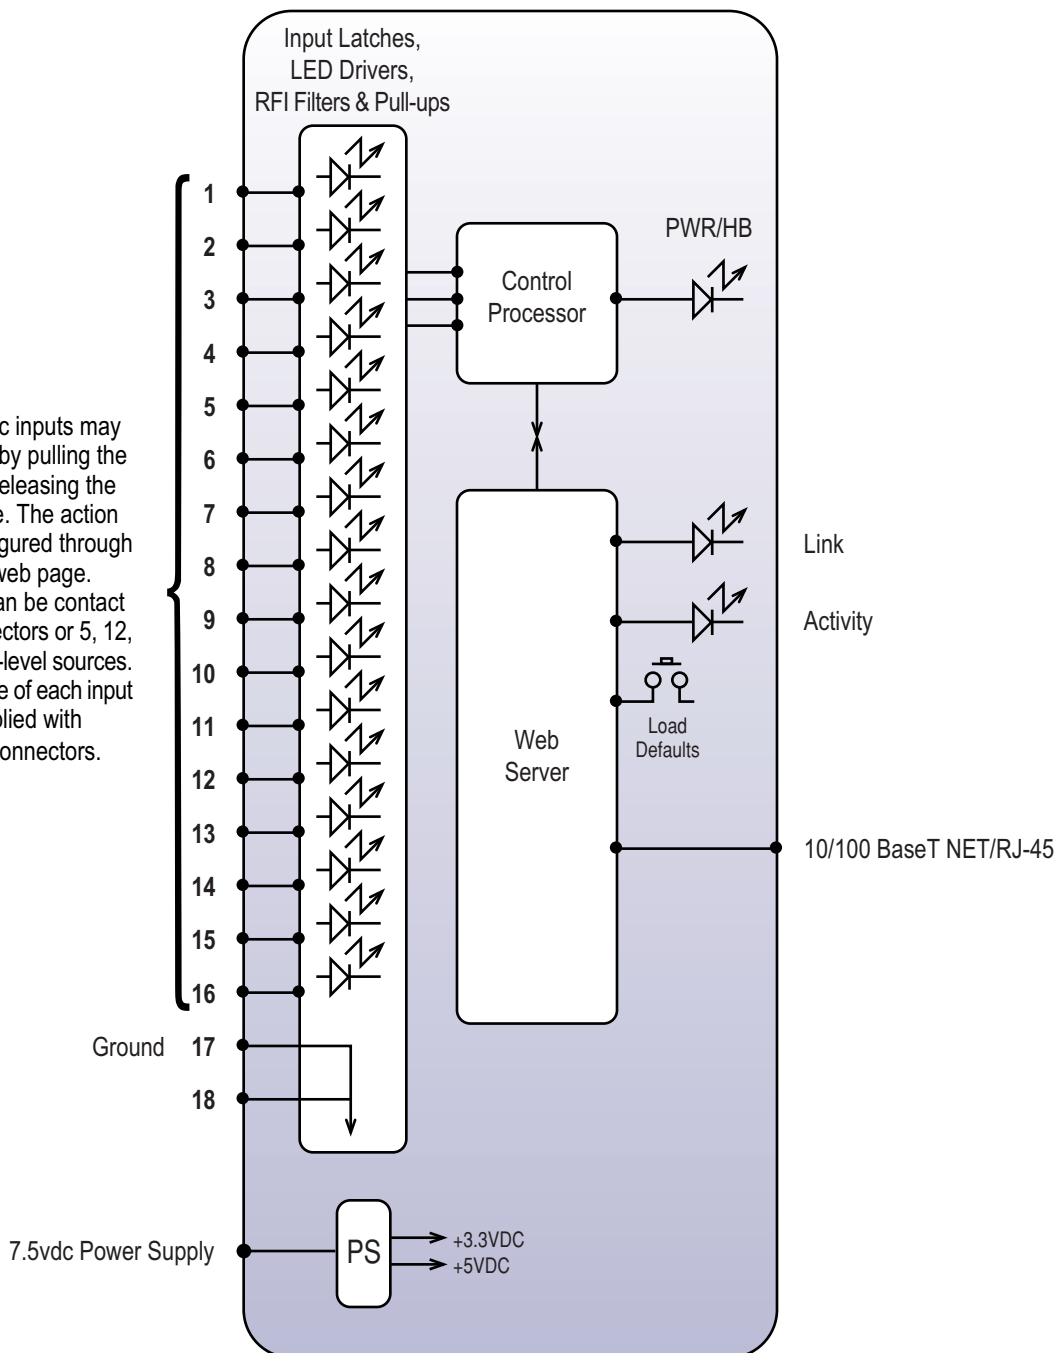 Input Latches,
LED Drivers,
RFI Filters & Pull-ups
1
2
3
4
5
6
7
8
9
10
11
12
13
14
15
16
Ground 17
18
c inputs may
by pulling the
eleasing the
e. The action
gured through
web page.
an be contact
ectors or 5, 12,
-level sources.
e of each input
plied with
onnectors.
Control
Processor
PWR/HB
Web
Server
Link
Activity
Load
Defaults
10/100 BaseT NET/RJ-45
7.5vdc Power Supply
PS
+3.3VDC
+5VDC